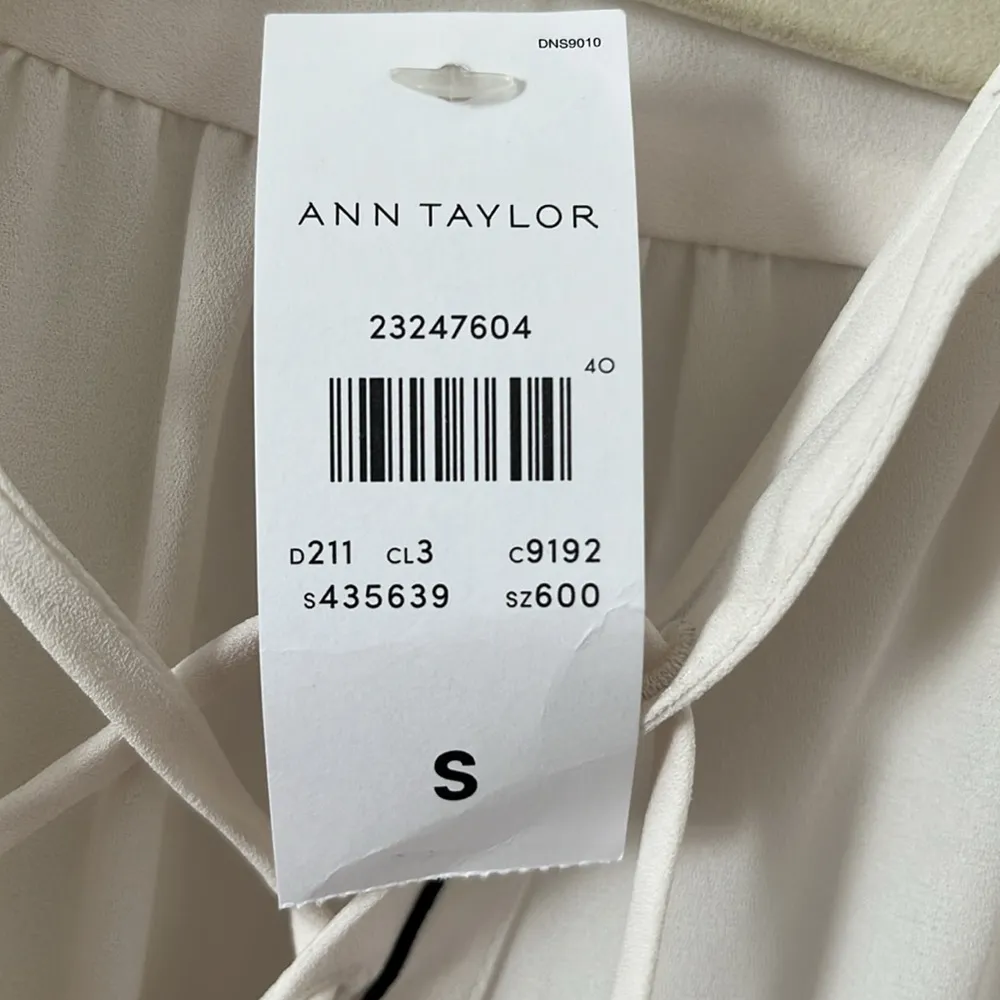 DNS9010
ANN TAYLOR
23247604
40
D211 CL3 C9192
S435639 SZ600
S